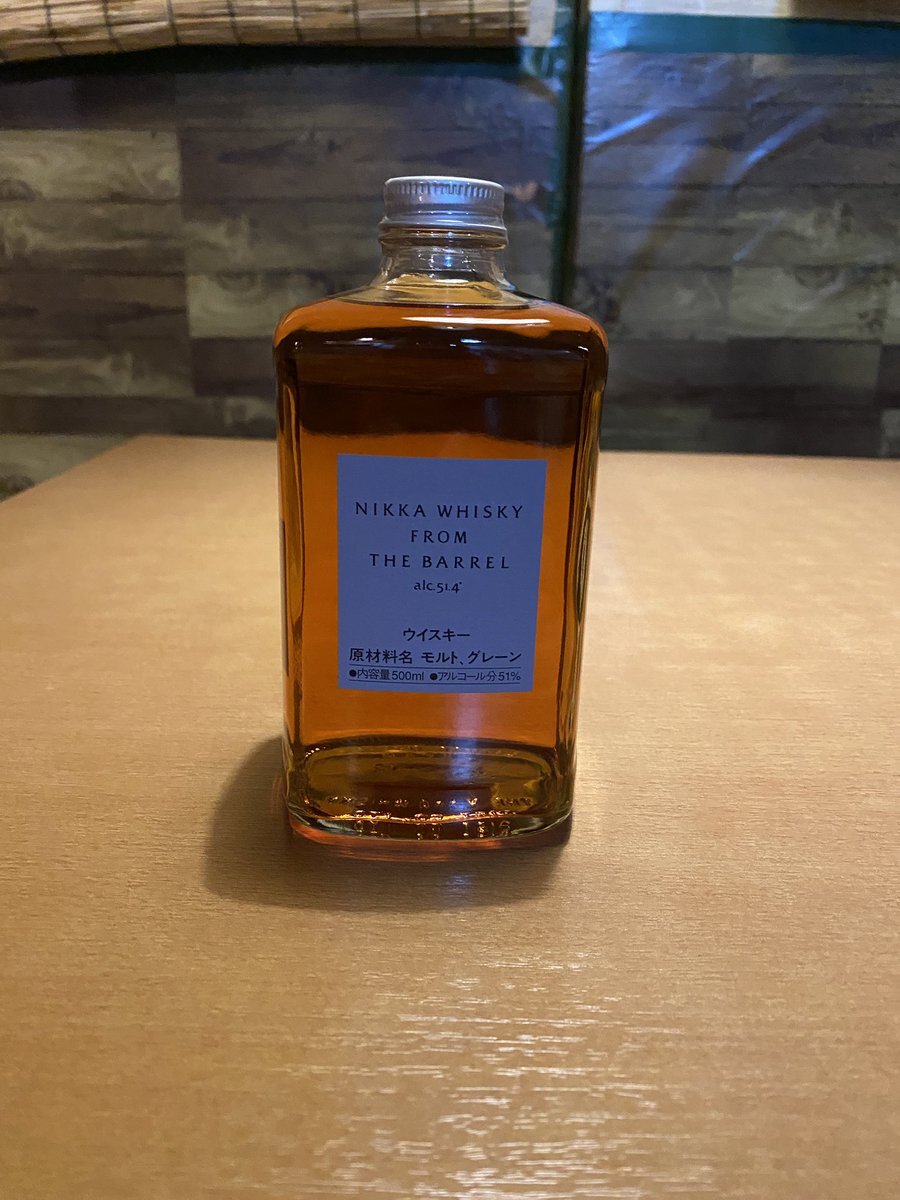 NIKKA WHISKY
FROM
THE BARREL
alc.51.4°
ウイスキー
原材料名 モルト、グレーン
●内容量500ml ●アルコール分51%